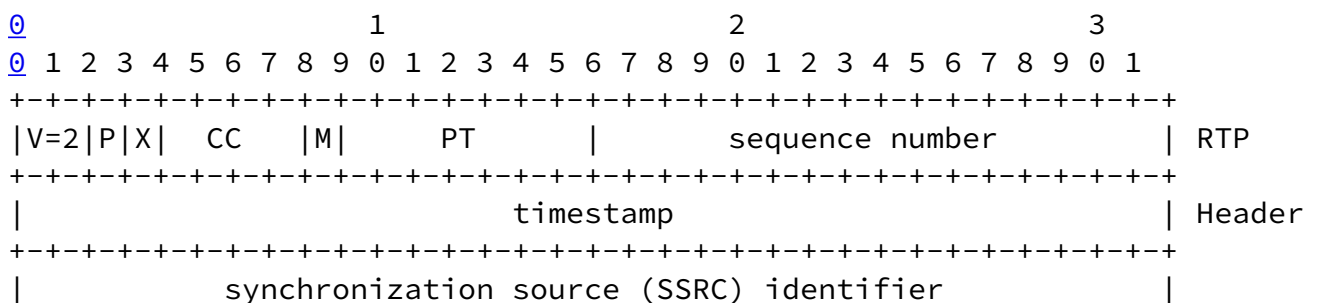 0                   1                   2                   3
0 1 2 3 4 5 6 7 8 9 0 1 2 3 4 5 6 7 8 9 0 1 2 3 4 5 6 7 8 9 0 1
+-+-+-+-+-+-+-+-+-+-+-+-+-+-+-+-+-+-+-+-+-+-+-+-+-+-+-+-+-+-+-+-+
|V=2|P|X|  CC   |M|     PT      |       sequence number         | RTP
+-+-+-+-+-+-+-+-+-+-+-+-+-+-+-+-+-+-+-+-+-+-+-+-+-+-+-+-+-+-+-+-+
|                           timestamp                           | Header
+-+-+-+-+-+-+-+-+-+-+-+-+-+-+-+-+-+-+-+-+-+-+-+-+-+-+-+-+-+-+-+-+
|           synchronization source (SSRC) identifier            |